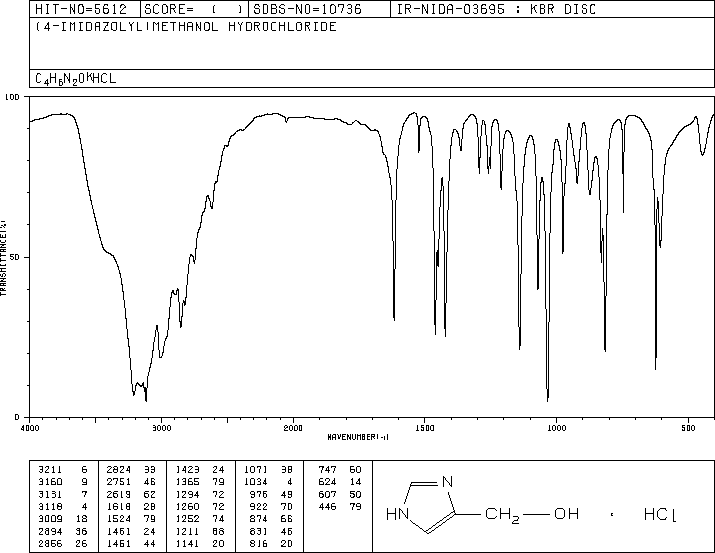 HIT-NO=5612 SCORE= ( ) SDBS-NO=10736 IR-NIDA-03695 : KBR DISC
(4-IMIDAZOLYL)METHANOL HYDROCHLORIDE
C4H6N2O HCL
100
TRANSMITTANCE(%)
50
0
4000 3000 2000 1500 1000 500
WAVENUMBER(-1)
3211 6 2824 39 1423 24 1071 38 747 60
3160 9 2751 46 1365 79 1034 4 624 14
3131 7 2619 62 1294 72 976 49 607 50
3118 4 1618 28 1260 72 922 70 446 79
3009 18 1524 79 1252 74 874 66
2894 36 1461 24 1211 68 831 46
2856 26 1451 44 1141 20 816 20
N
HN CH2 OH · HCl